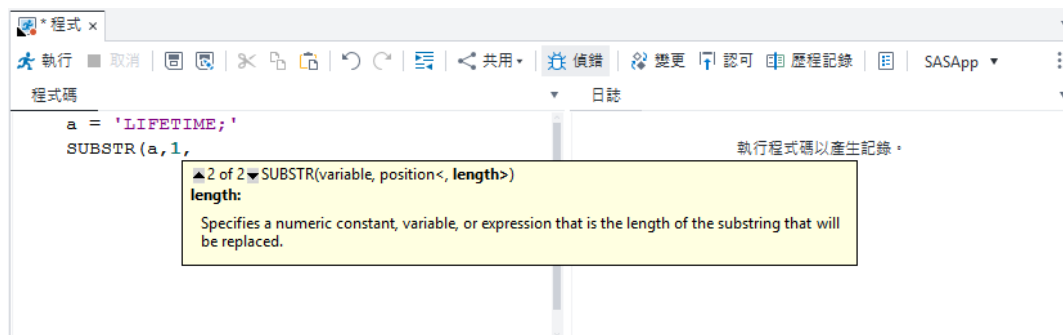 * 程式 ×
執行 取消 共用 偵錯 變更 認可 歷程記錄 SASApp
程式碼 日誌
a = 'LIFETIME;'
SUBSTR(a,1,
執行程式碼以產生記錄。
▲2 of 2▼SUBSTR(variable, position<, length>)
length:
Specifies a numeric constant, variable, or expression that is the length of the substring that will
be replaced.